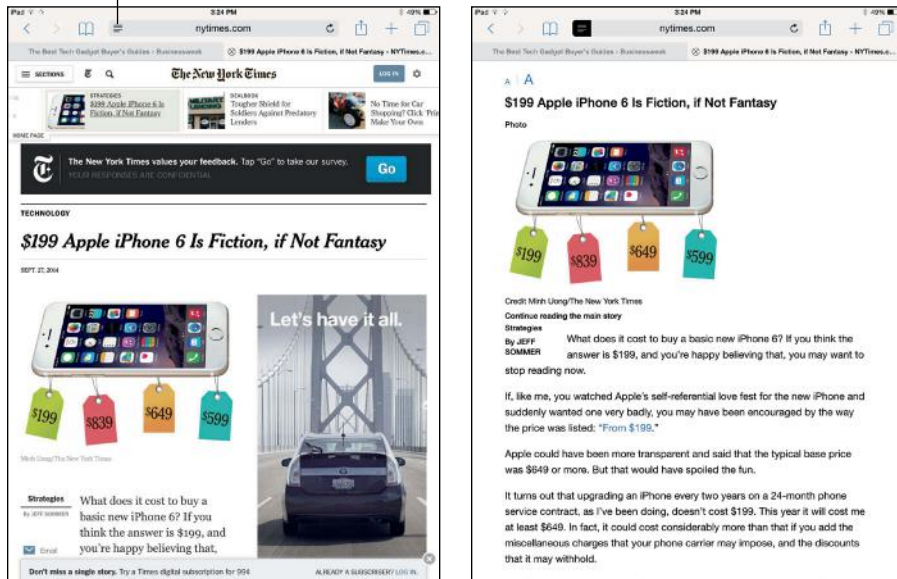 iPad
3:24 PM
49%
nytimes.com
The Best Tech Gadget Buyer's Guides - Businessweek
$199 Apple iPhone 6 Is Fiction, if Not Fantasy - NYTimes.c...
SECTIONS
The New York Times
LOG IN
STRATEGIES
$199 Apple iPhone 6 Is
Fiction, if Not Fantasy
MILITARY
LENDING
DEALBOOK
Tougher Shield for
Soldiers Against Predatory
Lenders
No Time for Car
Shopping? Click 'Prin
Make Your Own
HOME PAGE
The New York Times values your feedback. Tap "Go" to take our survey.
YOUR RESPONSES ARE CONFIDENTIAL
Go
TECHNOLOGY
$199 Apple iPhone 6 Is Fiction, if Not Fantasy
SEPT. 27, 2014
$199
$839
$649
$599
Let's have it all.
Minh Uong/The New York Times
Strategies
By JEFF SOMMER
Email
What does it cost to buy a
basic new iPhone 6? If you
think the answer is $199, and
you're happy believing that,
Don't miss a single story. Try a Times digital subscription for 99¢
ALREADY A SUBSCRIBER? LOG IN.
iPad
3:24 PM
49%
nytimes.com
The Best Tech Gadget Buyer's Guides - Businessweek
$199 Apple iPhone 6 Is Fiction, if Not Fantasy - NYTimes.c...
A A
$199 Apple iPhone 6 Is Fiction, if Not Fantasy
Photo
$199
$839
$649
$599
Credit Minh Uong/The New York Times
Continue reading the main story
Strategies
By JEFF
SOMMER
What does it cost to buy a basic new iPhone 6? If you think the
answer is $199, and you're happy believing that, you may want to
stop reading now.
If, like me, you watched Apple's self-referential love fest for the new iPhone and
suddenly wanted one very badly, you may have been encouraged by the way
the price was listed: "From $199."
Apple could have been more transparent and said that the typical base price
was $649 or more. But that would have spoiled the fun.
It turns out that upgrading an iPhone every two years on a 24-month phone
service contract, as I've been doing, doesn't cost $199. This year it will cost me
at least $649. In fact, it could cost considerably more than that if you add the
miscellaneous charges that your phone carrier may impose, and the discounts
that it may withhold.